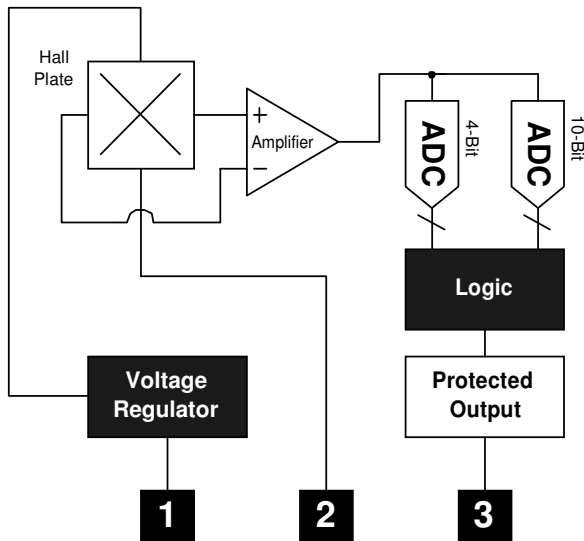 Hall
Plate
+
Amplifier
−
ADC
4-Bit
ADC
10-Bit
Logic
Voltage
Regulator
Protected
Output
1
2
3